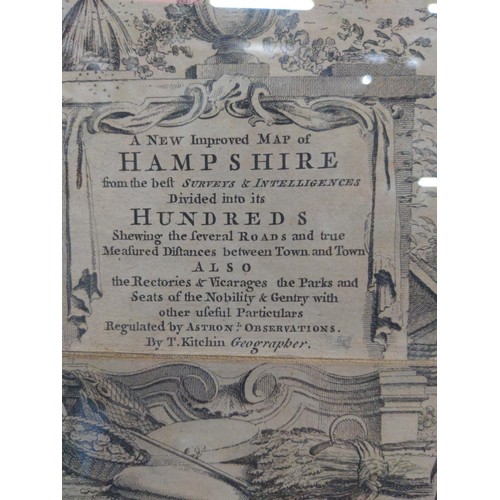 A NEW Improved MAP of
HAMPSHIRE
from the beſt SURVEYS & INTELLIGENCES
Divided into its
HUNDREDS
Shewing the ſeveral ROADS and true
Meaſured Diſtances between Town and Town
ALSO
the Rectories & Vicarages the Parks and
Seats of the Nobility & Gentry with
other uſeful Particulars
Regulated by ASTRON.L OBSERVATIONS.
By T. Kitchin Geographer.